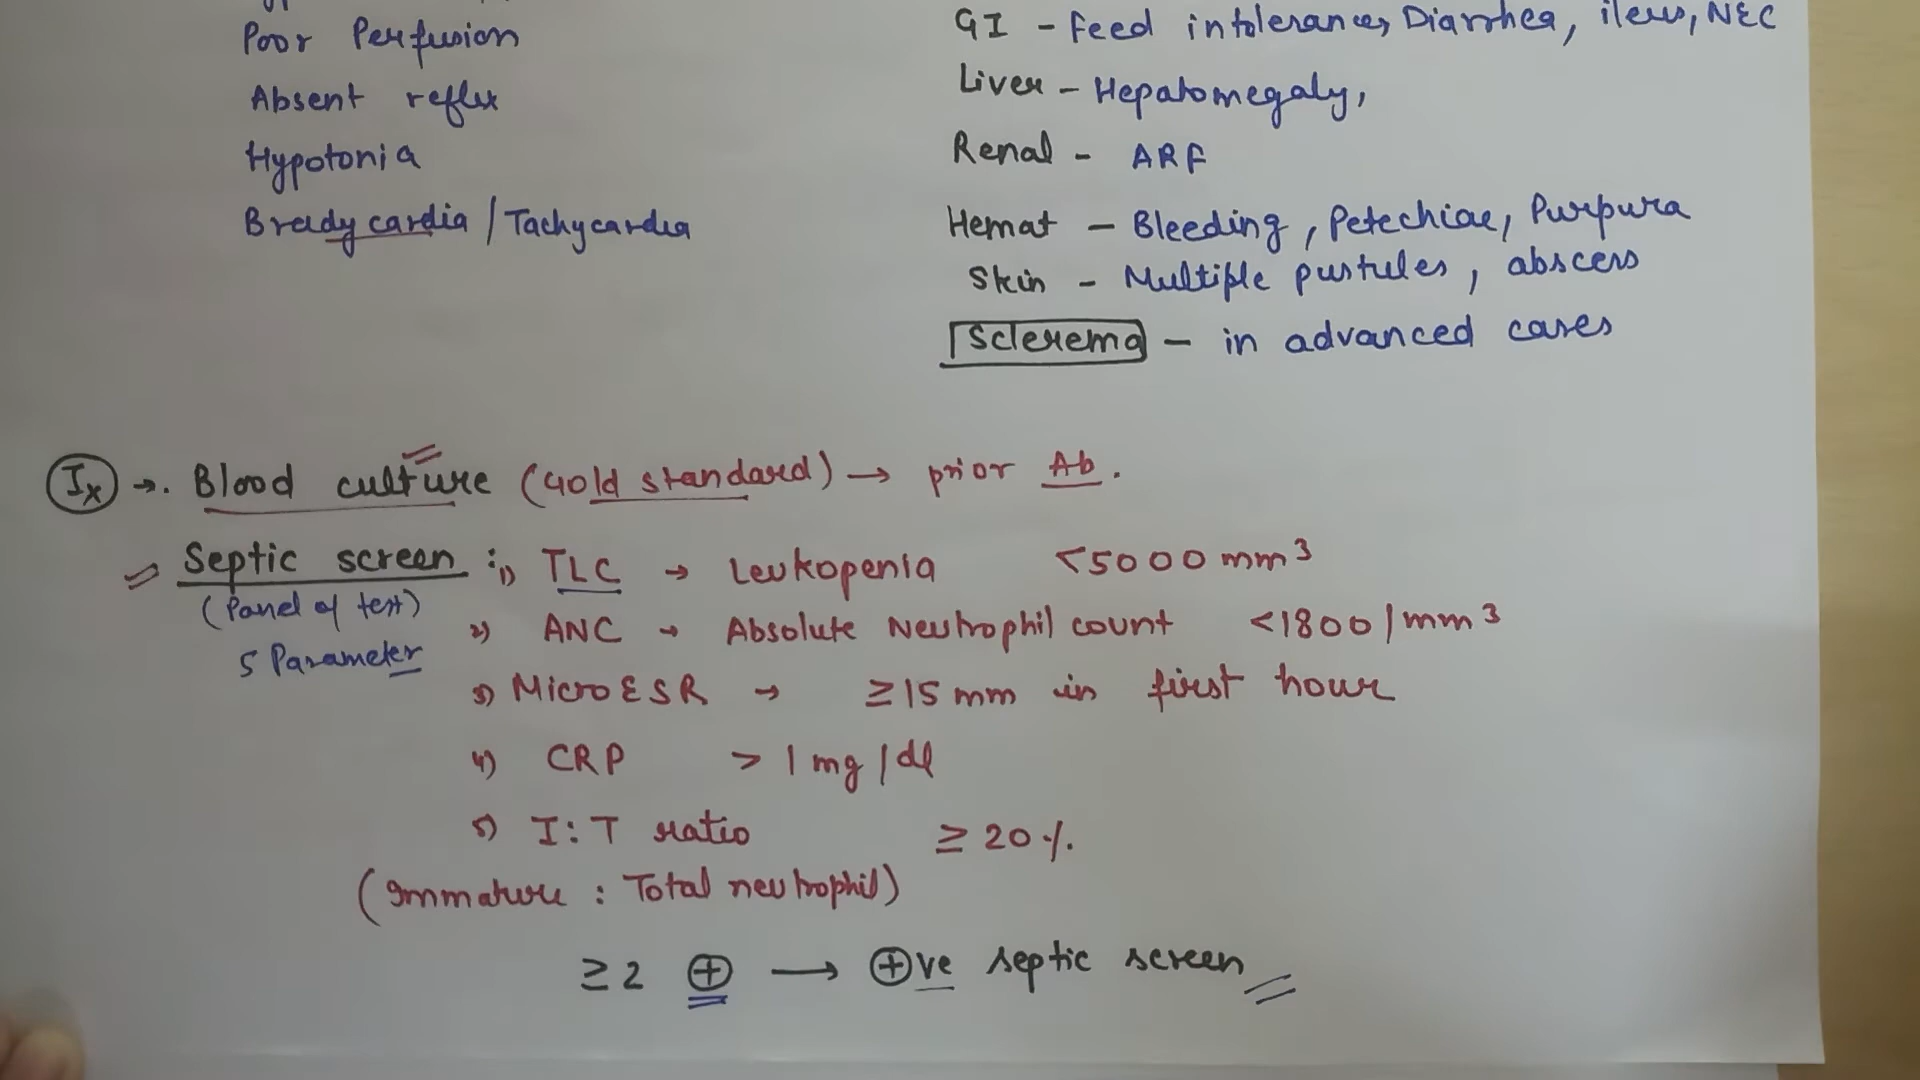 Poor Perfusion
Absent reflex
Hypotonia
Bradycardia / Tachycardia
GI - Feed intolerance, Diarrhea, ileus, NEC
Liver - Hepatomegaly,
Renal - ARF
Hemat - Bleeding, Petechiae, Purpura
Skin - Multiple pustules, abscess
Sclerema - in advanced cases
Ix →. Blood culture (Gold standard) → prior Ab.
Septic screen : 1) TLC → Leukopenia <5000 mm³
(Panel of test)
2) ANC → Absolute Neutrophil count <1800/mm³
5 Parameter
3) Micro ESR → ≥15 mm in first hour
4) CRP > 1 mg/dl
5) I:T ratio ≥ 20%.
(Immature : Total neutrophil)
≥2 ⊕ → ⊕ve septic screen